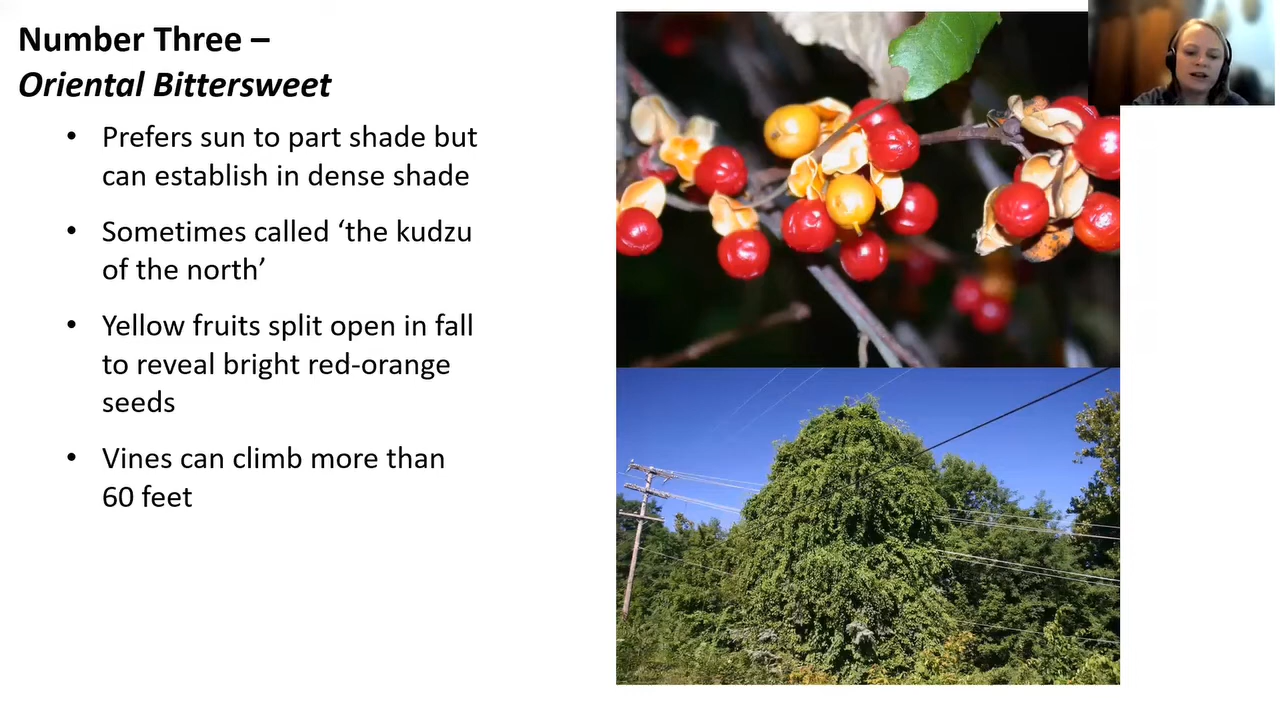 Number Three –
Oriental Bittersweet
• Prefers sun to part shade but
can establish in dense shade
• Sometimes called ‘the kudzu
of the north’
• Yellow fruits split open in fall
to reveal bright red-orange
seeds
• Vines can climb more than
60 feet